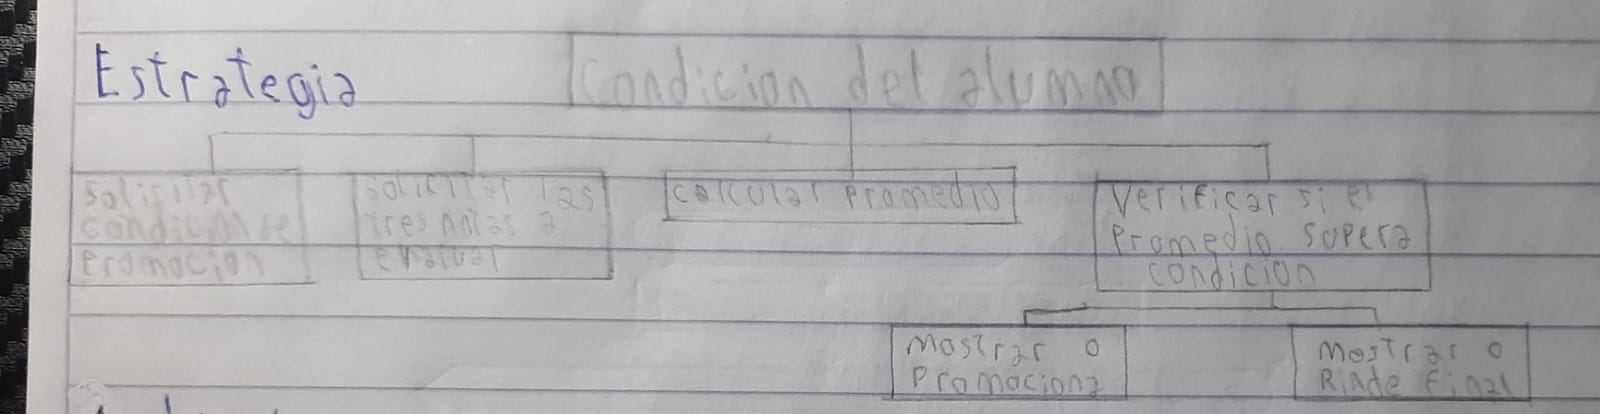 Estrategia
Condicion del alumno
solicitar
condicion de
promocion
solicitar las
tres notas a
evaluar
calcular promedio
Verificar si el
promedio supera
condicion
mostrar o
Promociona
mostrar o
Rinde Final